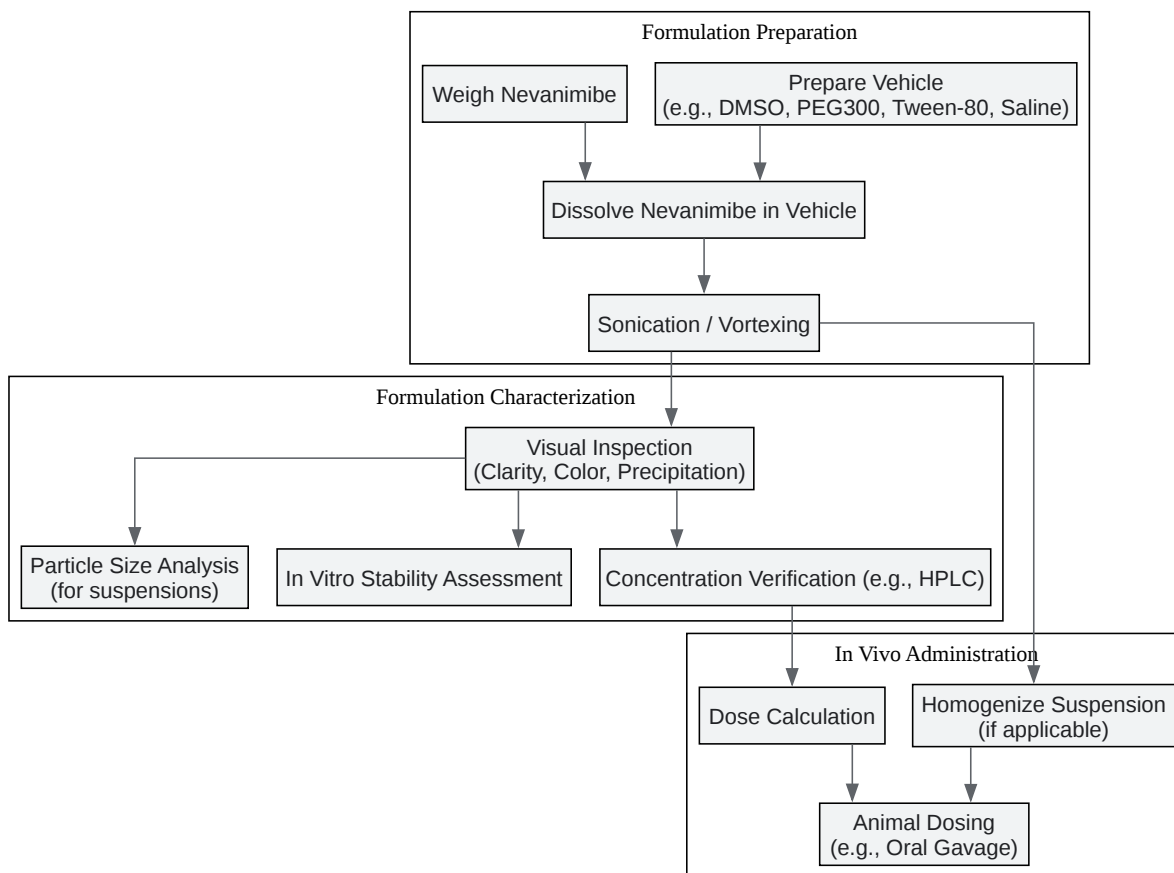 Formulation Preparation
Weigh Nevanimibe
Prepare Vehicle
(e.g., DMSO, PEG300, Tween-80, Saline)
Dissolve Nevanimibe in Vehicle
Sonication / Vortexing
Formulation Characterization
Visual Inspection
(Clarity, Color, Precipitation)
Particle Size Analysis
(for suspensions)
In Vitro Stability Assessment
Concentration Verification (e.g., HPLC)
In Vivo Administration
Dose Calculation
Homogenize Suspension
(if applicable)
Animal Dosing
(e.g., Oral Gavage)